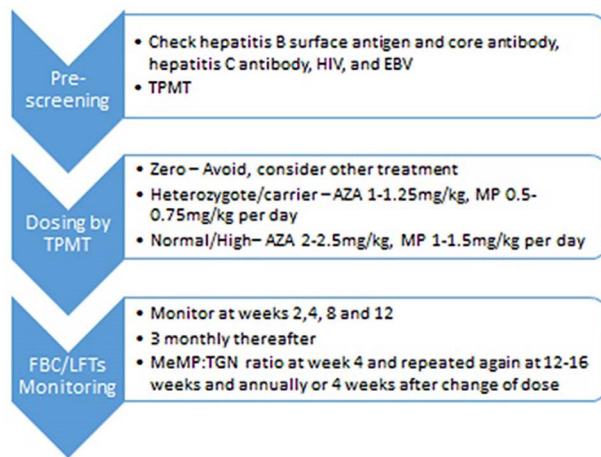 Pre-
screening
• Check hepatitis B surface antigen and core antibody,
hepatitis C antibody, HIV, and EBV
• TPMT
Dosing by
TPMT
• Zero – Avoid, consider other treatment
• Heterozygote/carrier – AZA 1-1.25mg/kg, MP 0.5-
0.75mg/kg per day
• Normal/High– AZA 2-2.5mg/kg, MP 1-1.5mg/kg per day
FBC/LFTs
Monitoring
• Monitor at weeks 2,4, 8 and 12
• 3 monthly thereafter
• MeMP:TGN ratio at week 4 and repeated again at 12-16
weeks and annually or 4 weeks after change of dose